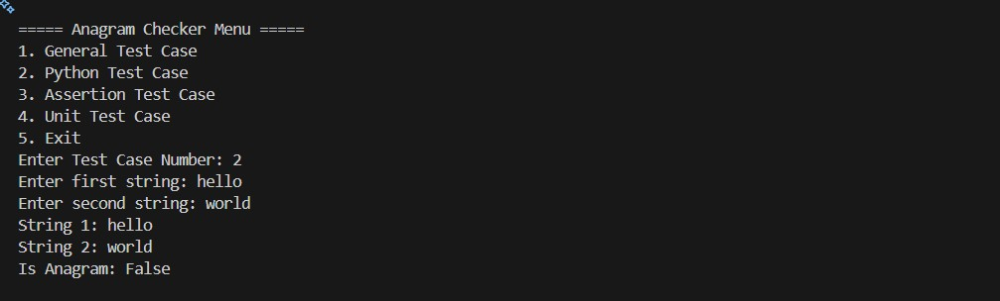 ===== Anagram Checker Menu =====
1. General Test Case
2. Python Test Case
3. Assertion Test Case
4. Unit Test Case
5. Exit
Enter Test Case Number: 2
Enter first string: hello
Enter second string: world
String 1: hello
String 2: world
Is Anagram: False